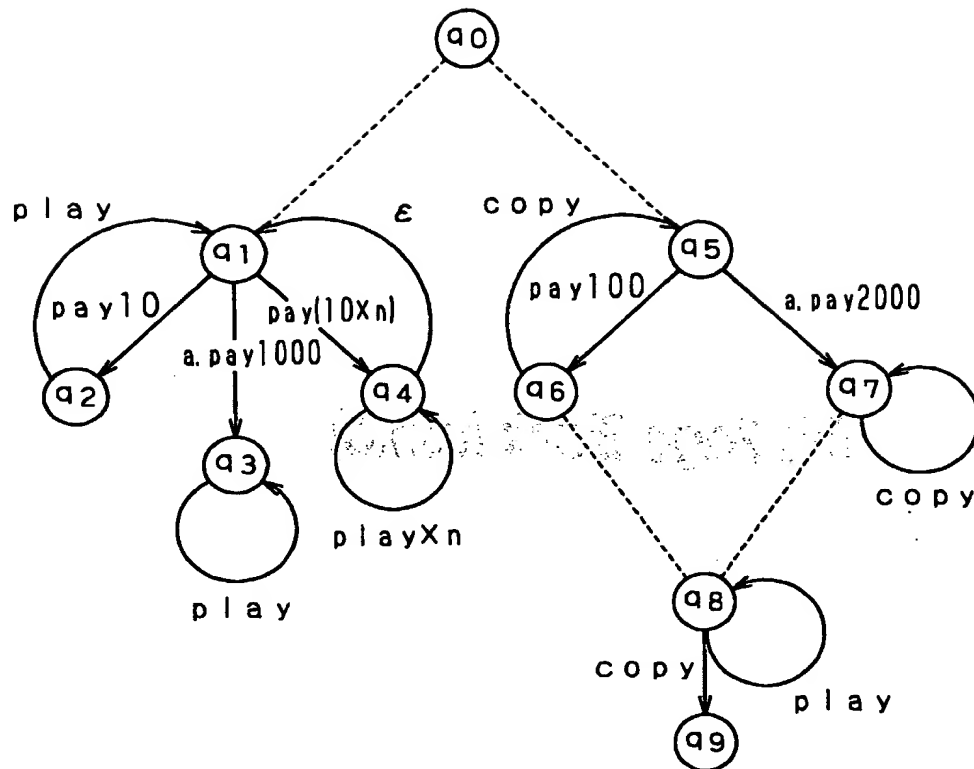 q0
play
ε
copy
q1
q5
pay10
pay(10Xn)
pay100
a.pay2000
a.pay1000
q2
q4
q6
q7
q3
playXn
copy
play
q8
copy
play
q9